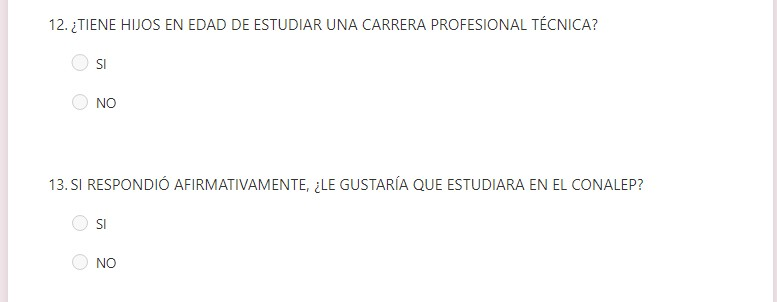 12. ¿TIENE HIJOS EN EDAD DE ESTUDIAR UNA CARRERA PROFESIONAL TÉCNICA?
SI
NO
13. SI RESPONDIÓ AFIRMATIVAMENTE, ¿LE GUSTARÍA QUE ESTUDIARA EN EL CONALEP?
SI
NO